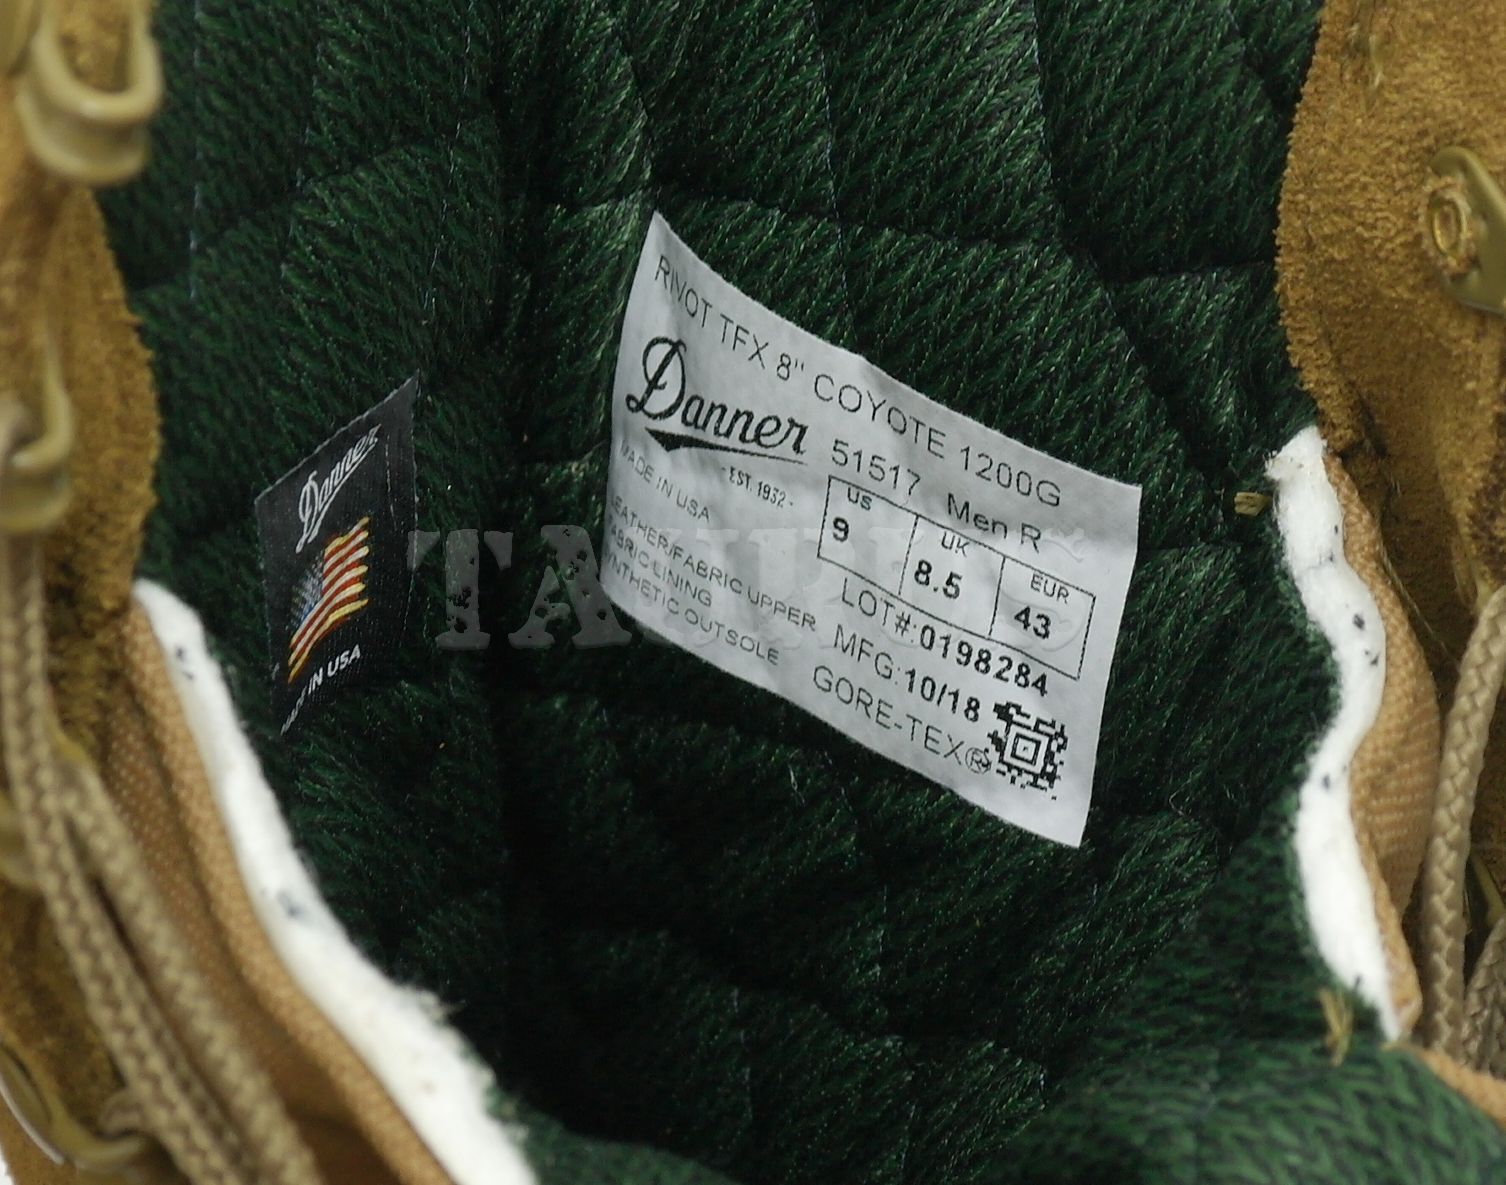 RIVOT TFX 8" COYOTE 1200G
Danner
- EST. 1932 -
51517 Men R
US UK EUR
9 8.5 43
MADE IN USA
LEATHER/FABRIC UPPER
FABRIC LINING
SYNTHETIC OUTSOLE
LOT#:0198284
MFG:10/18
GORE-TEX®
Danner
MADE IN USA